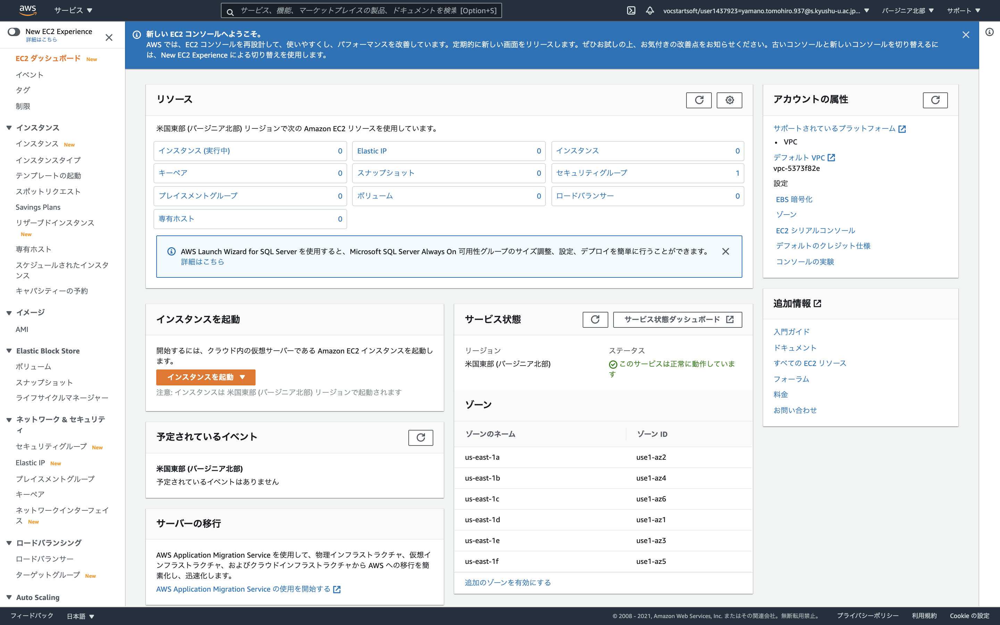 aws
サービス ▼
サービス、機能、マーケットプレイスの製品、ドキュメントを検索 [Option+S]
vocstartsoft/user1437923=yamano.tomohiro.937@s.kyushu-u.ac.jp... ▼
バージニア北部 ▼
サポート ▼
New EC2 Experience
詳細はこちら
EC2 ダッシュボード New
イベント
タグ
制限
▼ インスタンス
インスタンス New
インスタンスタイプ
テンプレートの起動
スポットリクエスト
Savings Plans
リザーブドインスタンス
New
専有ホスト
スケジュールされたインスタ
ンス
キャパシティーの予約
▼ イメージ
AMI
▼ Elastic Block Store
ボリューム
スナップショット
ライフサイクルマネージャー
▼ ネットワーク & セキュリテ
ィ
セキュリティグループ New
Elastic IP New
プレイスメントグループ
キーペア
ネットワークインターフェイ
ス New
▼ ロードバランシング
ロードバランサー
ターゲットグループ New
▼ Auto Scaling
新しい EC2 コンソールへようこそ。
AWS では、EC2 コンソールを再設計して、使いやすくし、パフォーマンスを改善しています。定期的に新しい画面をリリースします。ぜひお試しの上、お気付きの改善点をお知らせください。古いコンソールと新しいコンソールを切り替えるに
は、New EC2 Experience による切り替えを使用します。
リソース
米国東部 (バージニア北部) リージョンで次の Amazon EC2 リソースを使用しています。
インスタンス (実行中) 0
Elastic IP 0
インスタンス 0
キーペア 0
スナップショット 0
セキュリティグループ 1
プレイスメントグループ 0
ボリューム 0
ロードバランサー 0
専有ホスト 0
AWS Launch Wizard for SQL Server を使用すると、Microsoft SQL Server Always On 可用性グループのサイズ調整、設定、デプロイを簡単に行うことができます。
詳細はこちら
インスタンスを起動
開始するには、クラウド内の仮想サーバーである Amazon EC2 インスタンスを起動し
ます。
インスタンスを起動 ▼
注意: インスタンスは 米国東部 (バージニア北部) リージョンで起動されます
予定されているイベント
米国東部 (バージニア北部)
予定されているイベントはありません
サーバーの移行
AWS Application Migration Service を使用して、物理インフラストラクチャ、仮想イ
ンフラストラクチャ、およびクラウドインフラストラクチャから AWS への移行を簡
素化し、迅速化します。
AWS Application Migration Service の使用を開始する
サービス状態
サービス状態ダッシュボード
リージョン
米国東部 (バージニア北部)
ステータス
このサービスは正常に動作していま
す
ゾーン
ゾーンのネーム ゾーン ID
us-east-1a use1-az2
us-east-1b use1-az4
us-east-1c use1-az6
us-east-1d use1-az1
us-east-1e use1-az3
us-east-1f use1-az5
追加のゾーンを有効にする
アカウントの属性
サポートされているプラットフォーム
• VPC
デフォルト VPC
vpc-5373f82e
設定
EBS 暗号化
ゾーン
EC2 シリアルコンソール
デフォルトのクレジット仕様
コンソールの実験
追加情報
入門ガイド
ドキュメント
すべての EC2 リソース
フォーラム
料金
お問い合わせ
フィードバック
日本語 ▼
© 2008 - 2021, Amazon Web Services, Inc. またはその関連会社。無断転用禁止。
プライバシーポリシー
利用規約
Cookie の設定